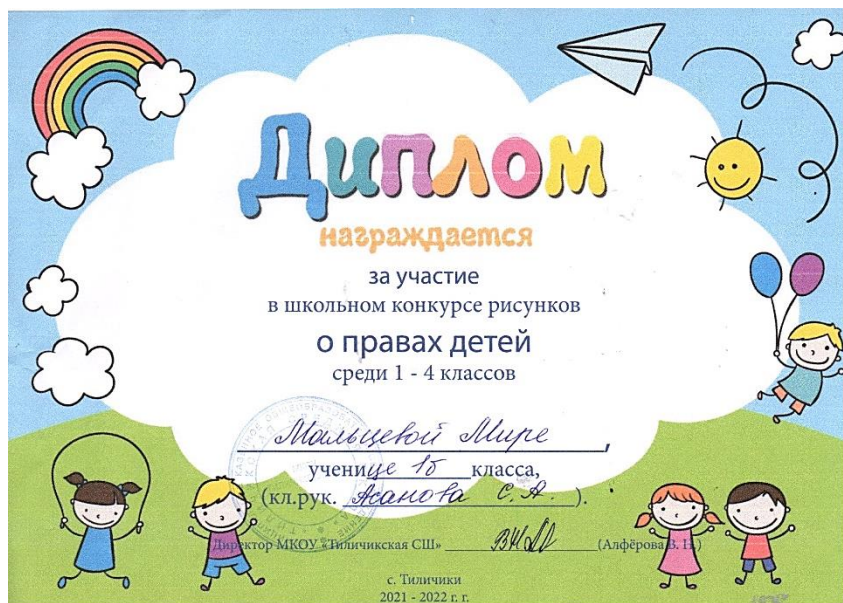 Диплом
награждается
за участие
в школьном конкурсе рисунков
о правах детей
среди 1 - 4 классов
Мальцевой Мире,
ученице 1б класса,
(кл.рук. Асанова С.А.).
Директор МКОУ «Тиличикская СШ» (Алфёрова В. Н.)
с. Тиличики
2021 - 2022 г. г.